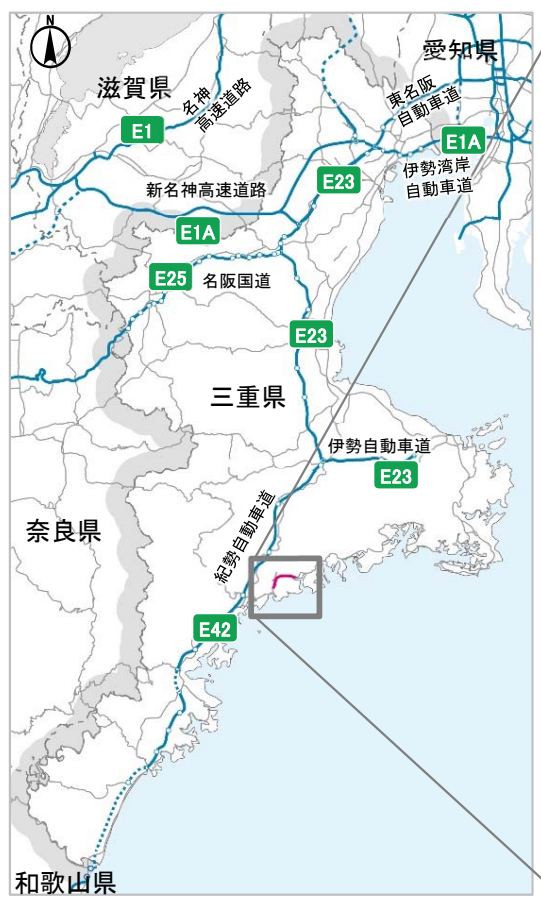 N
愛知県
滋賀県
名神
高速道路
東名阪
自動車道
E1
E1A
伊勢湾岸
自動車道
E23
新名神高速道路
E1A
E25
名阪国道
E23
三重県
伊勢自動車道
E23
紀勢自動車道
奈良県
E42
和歌山県